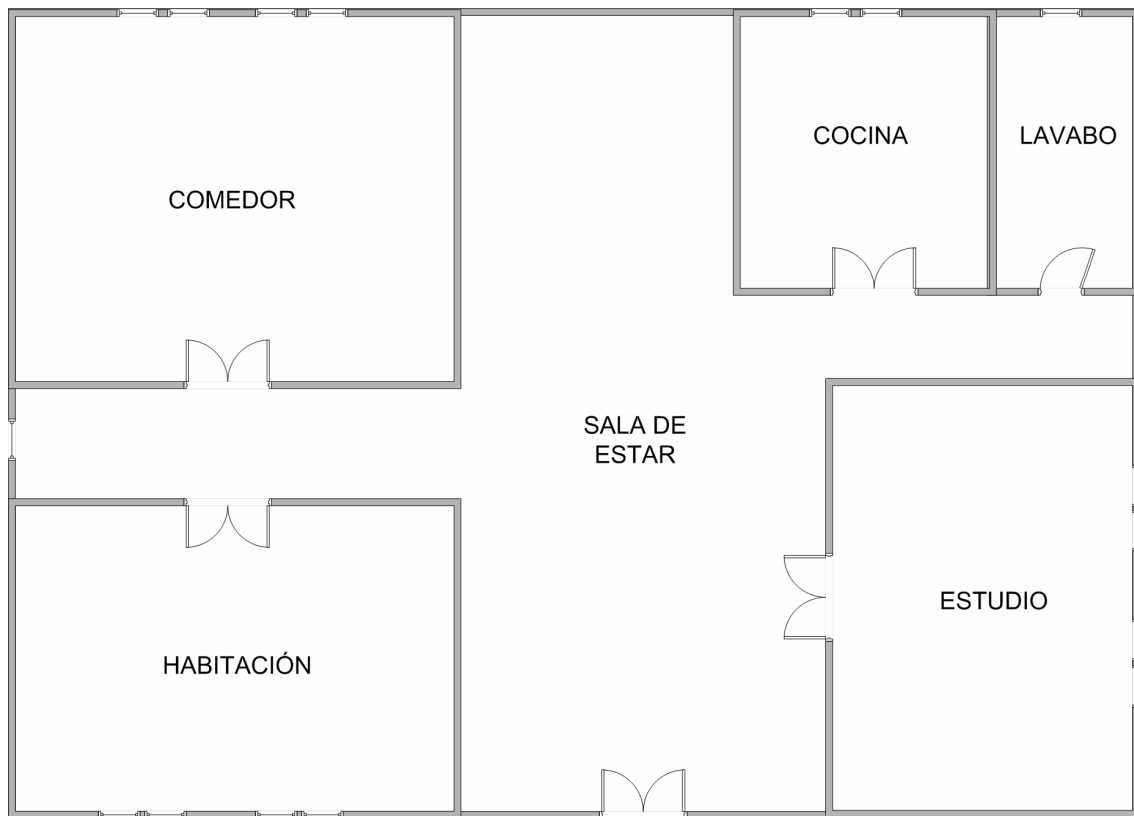 COCINA
LAVABO
COMEDOR
SALA DE
ESTAR
ESTUDIO
HABITACIÓN